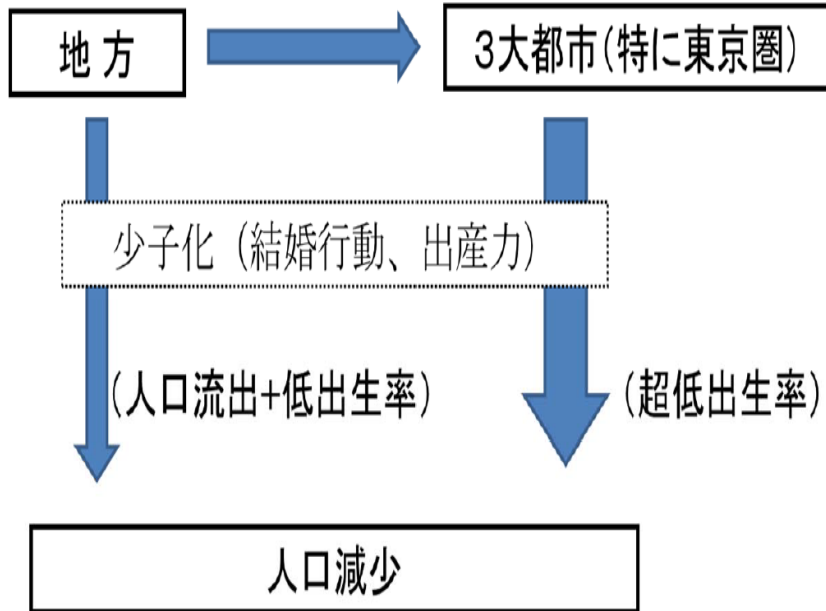 地方
3大都市(特に東京圏)
少子化(結婚行動、出産力)
(人口流出+低出生率)
(超低出生率)
人口減少